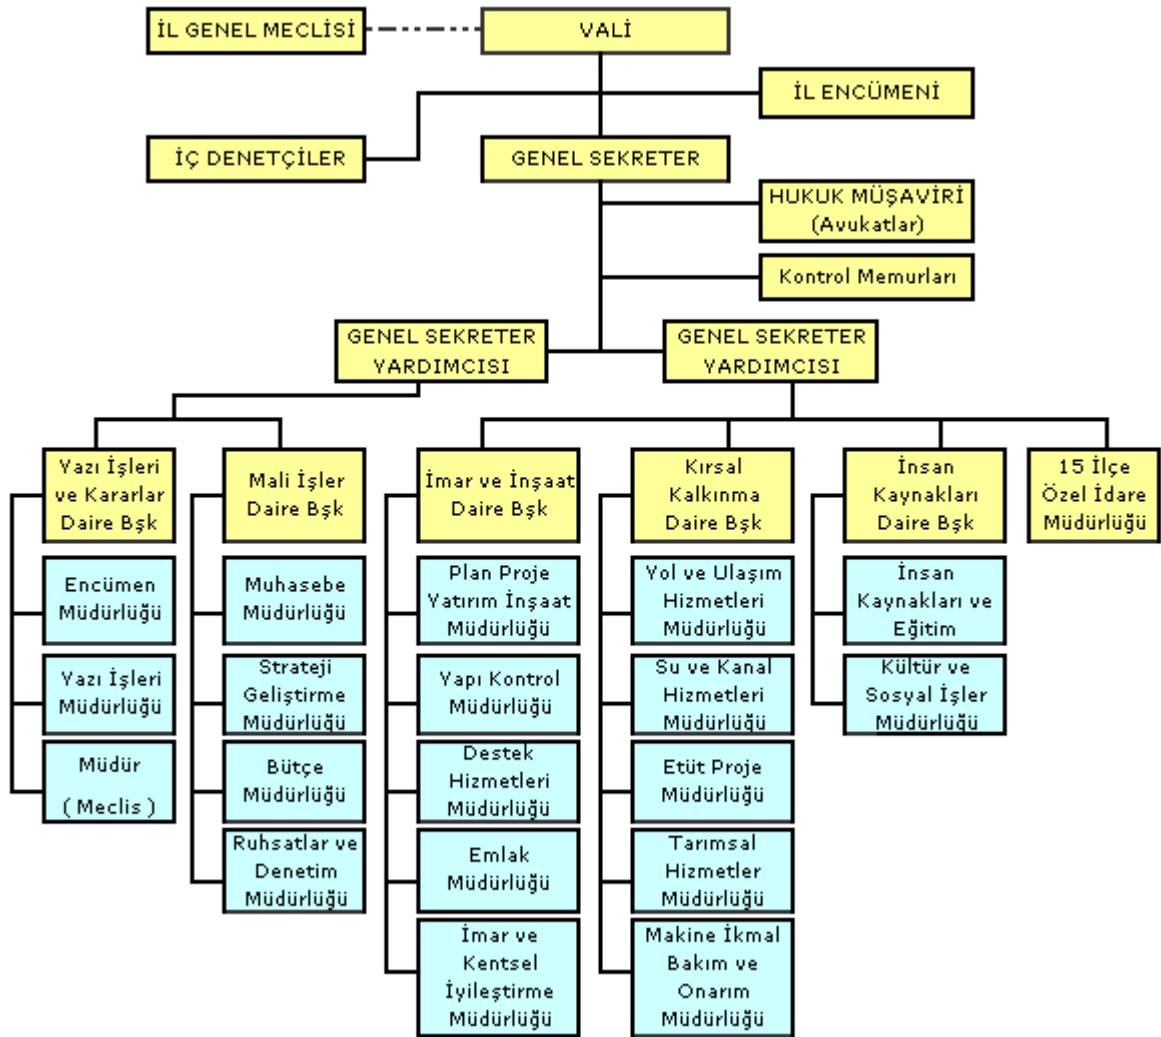 İL GENEL MECLİSİ
VALİ
İL ENCÜMENİ
İÇ DENETÇİLER
GENEL SEKRETER
HUKUK MÜŞAVİRİ
(Avukatlar)
Kontrol Memurları
GENEL SEKRETER
YARDIMCISI
GENEL SEKRETER
YARDIMCISI
Yazı İşleri
ve Kararlar
Daire Bşk
Mali İşler
Daire Bşk
İmar ve İnşaat
Daire Bşk
Kırsal
Kalkınma
Daire Bşk
İnsan
Kaynakları
Daire Bşk
15 İlçe
Özel İdare
Müdürlüğü
Encümen
Müdürlüğü
Yazı İşleri
Müdürlüğü
Müdür
( Meclis )
Muhasebe
Müdürlüğü
Strateji
Geliştirme
Müdürlüğü
Bütçe
Müdürlüğü
Ruhsatlar ve
Denetim
Müdürlüğü
Plan Proje
Yatırım İnşaat
Müdürlüğü
Yapı Kontrol
Müdürlüğü
Destek
Hizmetleri
Müdürlüğü
Emlak
Müdürlüğü
İmar ve
Kentsel
İyileştirme
Müdürlüğü
Yol ve Ulaşım
Hizmetleri
Müdürlüğü
Su ve Kanal
Hizmetleri
Müdürlüğü
Etüt Proje
Müdürlüğü
Tarımsal
Hizmetler
Müdürlüğü
Makine İkmal
Bakım ve
Onarım
Müdürlüğü
İnsan
Kaynakları ve
Eğitim
Kültür ve
Sosyal İşler
Müdürlüğü